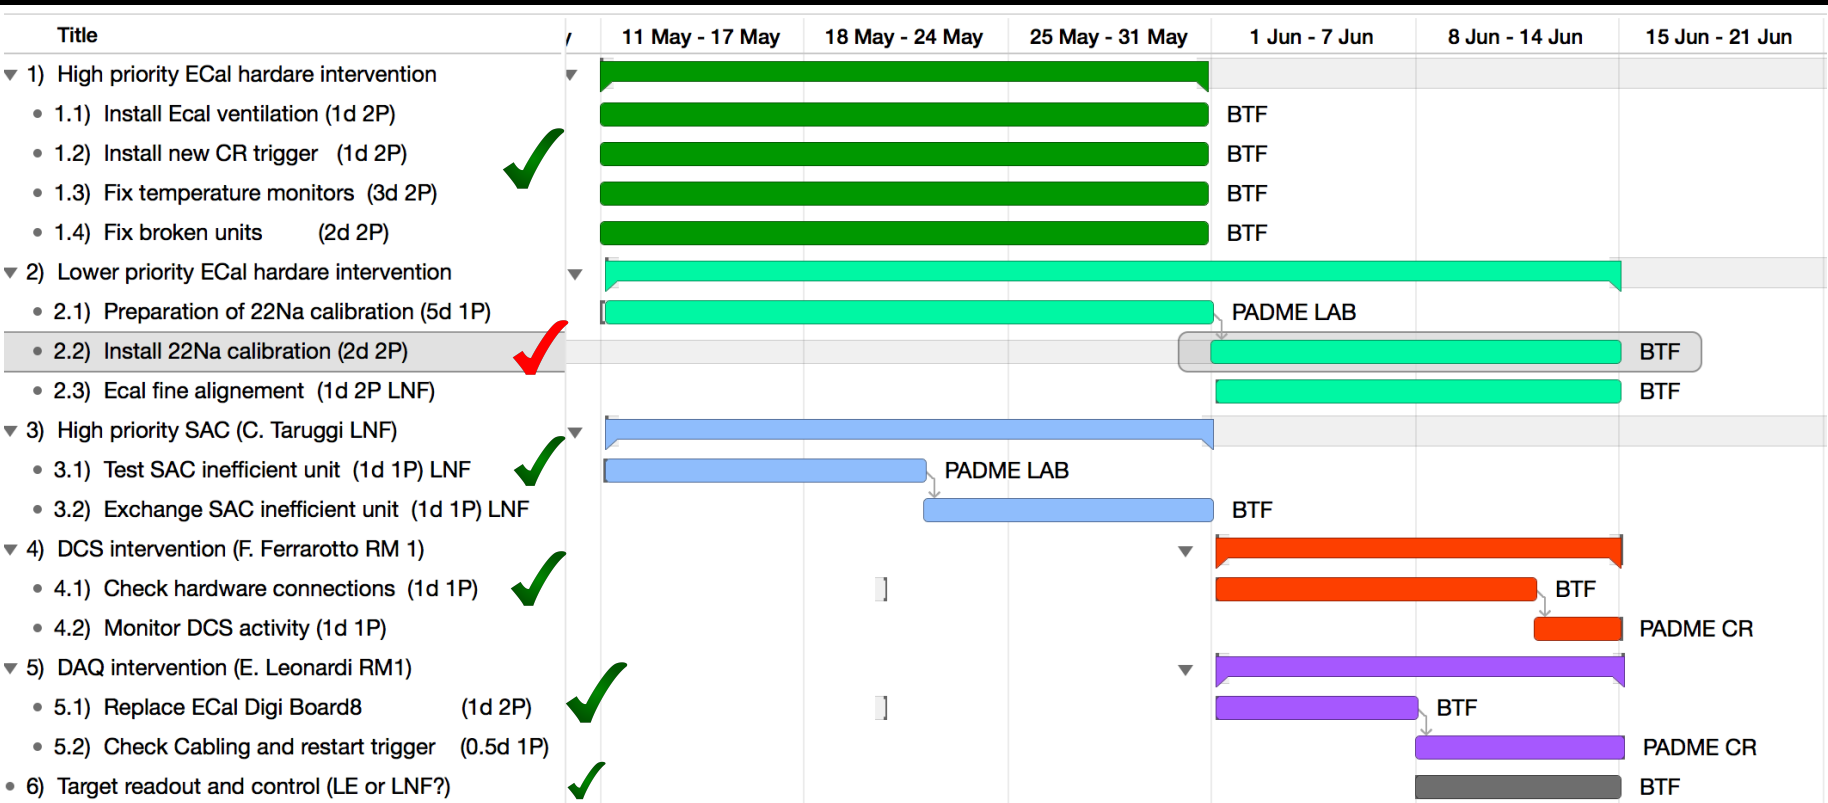 Title y 11 May - 17 May 18 May - 24 May 25 May - 31 May 1 Jun - 7 Jun 8 Jun - 14 Jun 15 Jun - 21 Jun
1) High priority ECal hardare intervention
1.1) Install Ecal ventilation (1d 2P) BTF
1.2) Install new CR trigger (1d 2P) BTF
1.3) Fix temperature monitors (3d 2P) BTF
1.4) Fix broken units (2d 2P) BTF
2) Lower priority ECal hardare intervention
2.1) Preparation of 22Na calibration (5d 1P) PADME LAB
2.2) Install 22Na calibration (2d 2P) BTF
2.3) Ecal fine alignement (1d 2P LNF) BTF
3) High priority SAC (C. Taruggi LNF)
3.1) Test SAC inefficient unit (1d 1P) LNF PADME LAB
3.2) Exchange SAC inefficient unit (1d 1P) LNF BTF
4) DCS intervention (F. Ferrarotto RM 1)
4.1) Check hardware connections (1d 1P) BTF
4.2) Monitor DCS activity (1d 1P) PADME CR
5) DAQ intervention (E. Leonardi RM1)
5.1) Replace ECal Digi Board8 (1d 2P) BTF
5.2) Check Cabling and restart trigger (0.5d 1P) PADME CR
6) Target readout and control (LE or LNF?) BTF